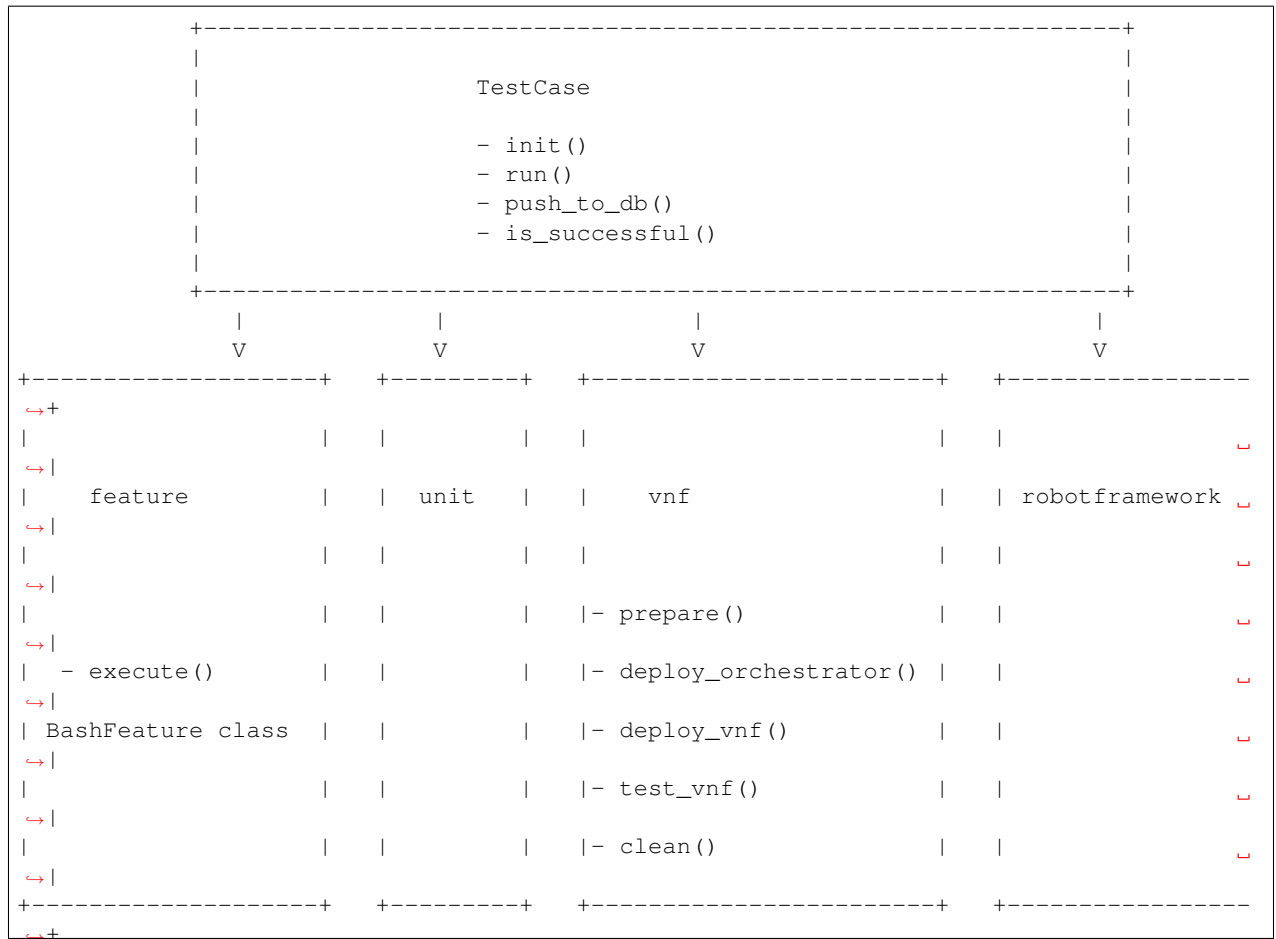 +----------------------------------------------------------------+
|                                                                |
|                   TestCase                                     |
|                                                                |
|                   - init()                                     |
|                   - run()                                      |
|                   - push_to_db()                               |
|                   - is_successful()                            |
|                                                                |
+----------------------------------------------------------------+
|             |                 |                           |
V             V                 V                           V
+--------------------+   +---------+   +------------------------+   +-----------------
↪+
|                    |   |         |   |                        |   |                ␣
↪|
|    feature         |   |  unit   |   |    vnf                 |   | robotframework ␣
↪|
|                    |   |         |   |                        |   |                ␣
↪|
|                    |   |         |   |- prepare()             |   |                ␣
↪|
|  - execute()       |   |         |   |- deploy_orchestrator() |   |                ␣
↪|
| BashFeature class  |   |         |   |- deploy_vnf()          |   |                ␣
↪|
|                    |   |         |   |- test_vnf()            |   |                ␣
↪|
|                    |   |         |   |- clean()               |   |                ␣
↪|
+--------------------+   +---------+   +------------------------+   +-----------------
↪+